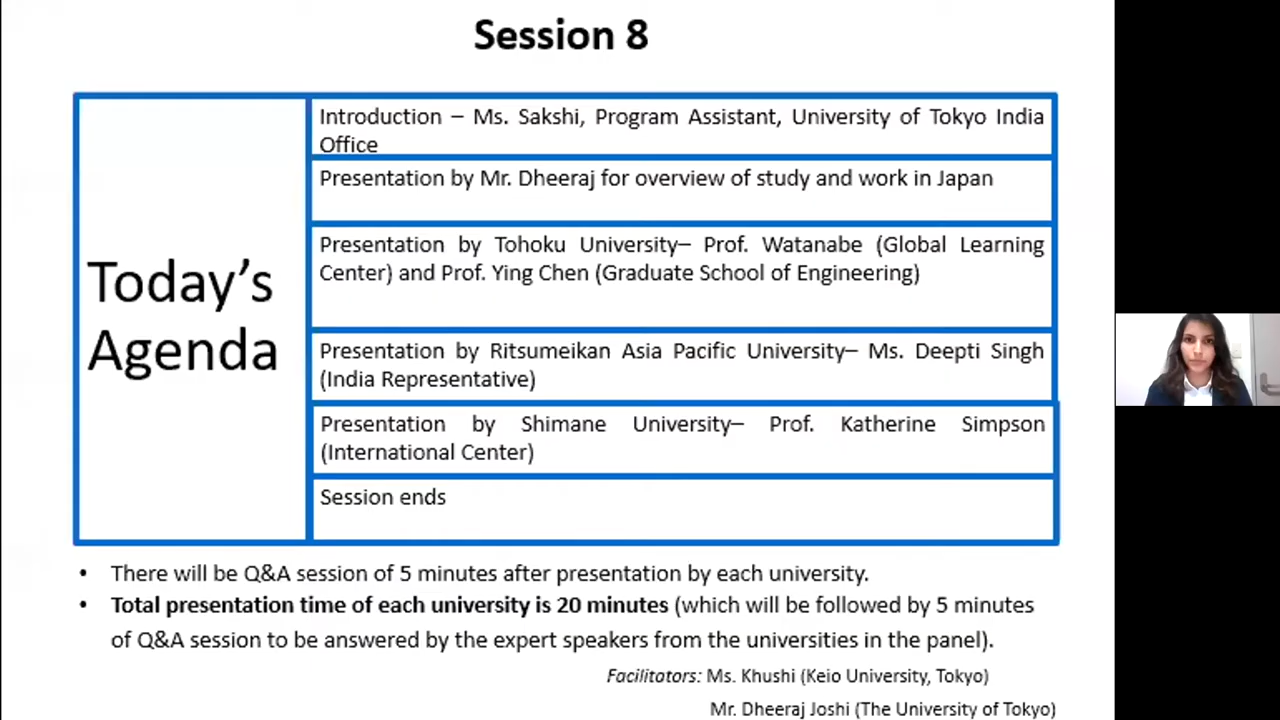 Session 8
Today's
Agenda
Introduction – Ms. Sakshi, Program Assistant, University of Tokyo India
Office
Presentation by Mr. Dheeraj for overview of study and work in Japan
Presentation by Tohoku University– Prof. Watanabe (Global Learning
Center) and Prof. Ying Chen (Graduate School of Engineering)
Presentation by Ritsumeikan Asia Pacific University– Ms. Deepti Singh
(India Representative)
Presentation by Shimane University– Prof. Katherine Simpson
(International Center)
Session ends
• There will be Q&A session of 5 minutes after presentation by each university.
• Total presentation time of each university is 20 minutes (which will be followed by 5 minutes
of Q&A session to be answered by the expert speakers from the universities in the panel).
Facilitators: Ms. Khushi (Keio University, Tokyo)
Mr. Dheeraj Joshi (The University of Tokyo)